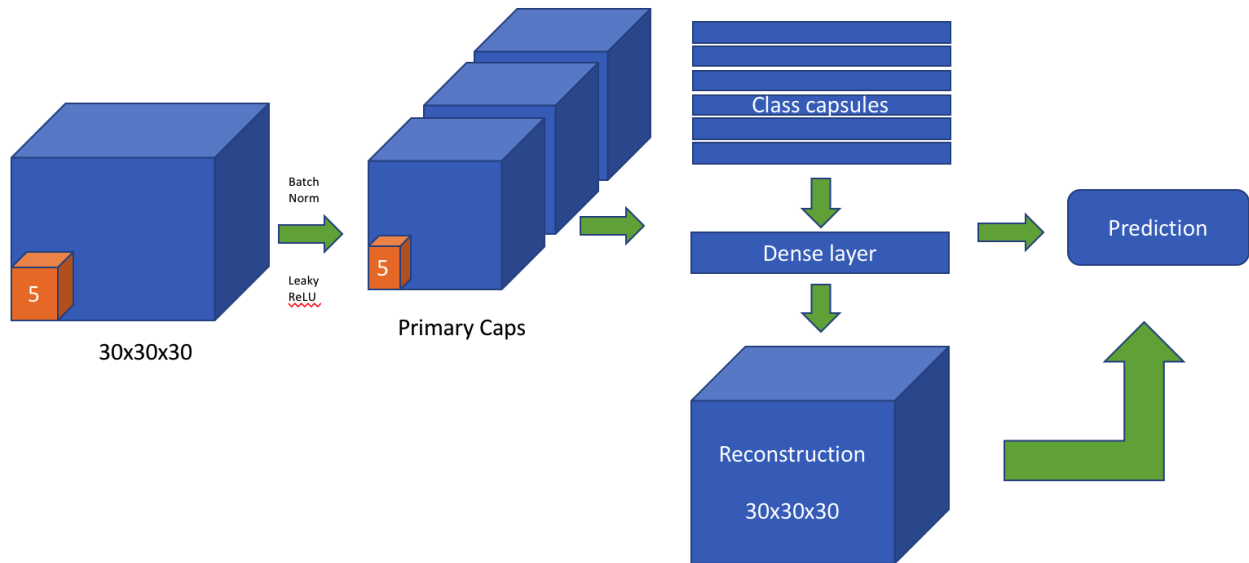 5
30x30x30
Batch
Norm
Leaky
ReLU
5
Primary Caps
Class capsules
Dense layer
Reconstruction
30x30x30
Prediction